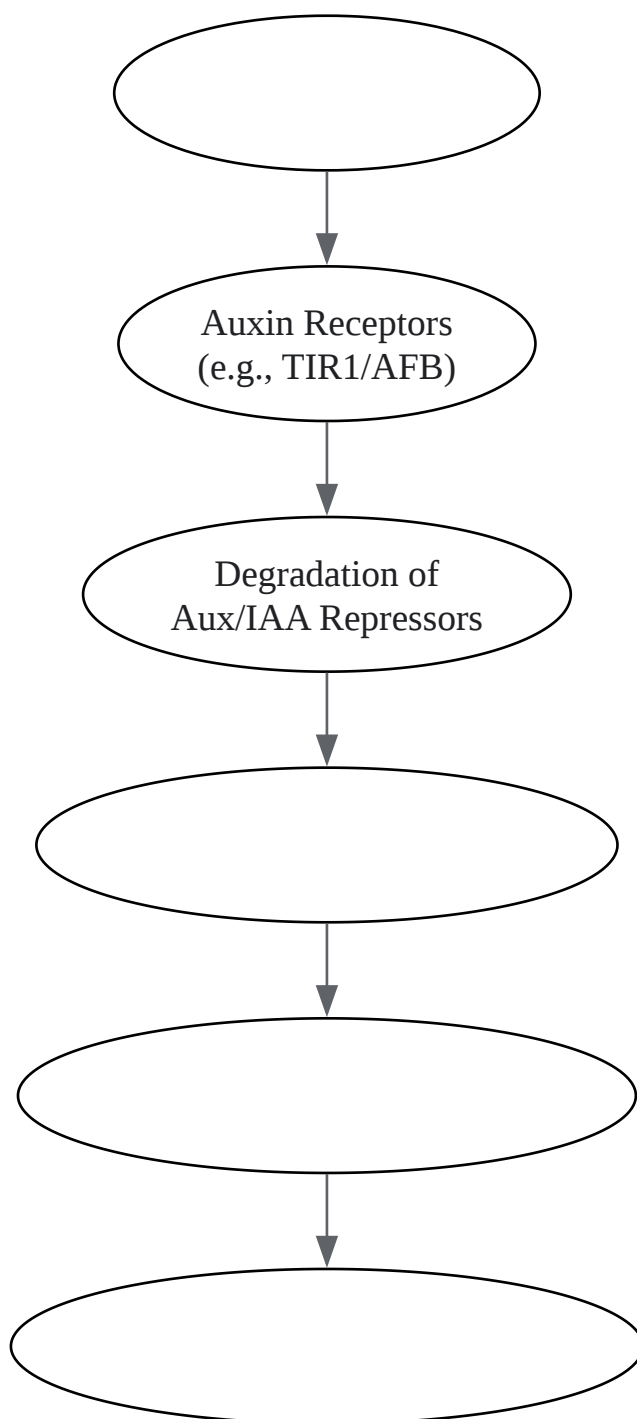 Auxin Receptors
(e.g., TIR1/AFB)
Degradation of
Aux/IAA Repressors